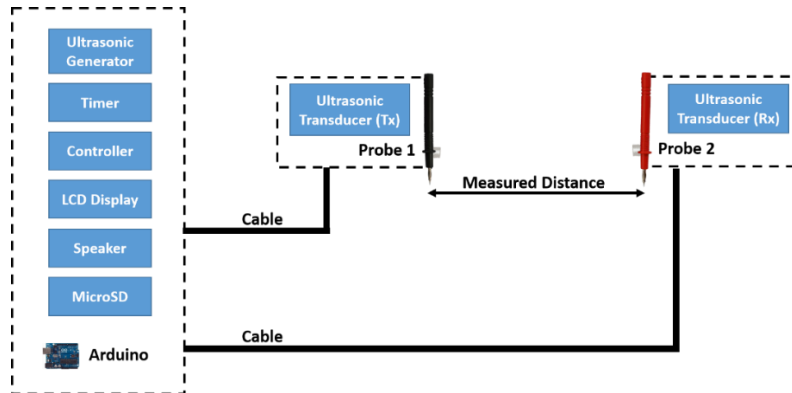 Ultrasonic
Generator
Timer
Controller
LCD Display
Speaker
MicroSD
Arduino
Cable
Cable
Ultrasonic
Transducer (Tx)
Probe 1
Measured Distance
Ultrasonic
Transducer (Rx)
Probe 2